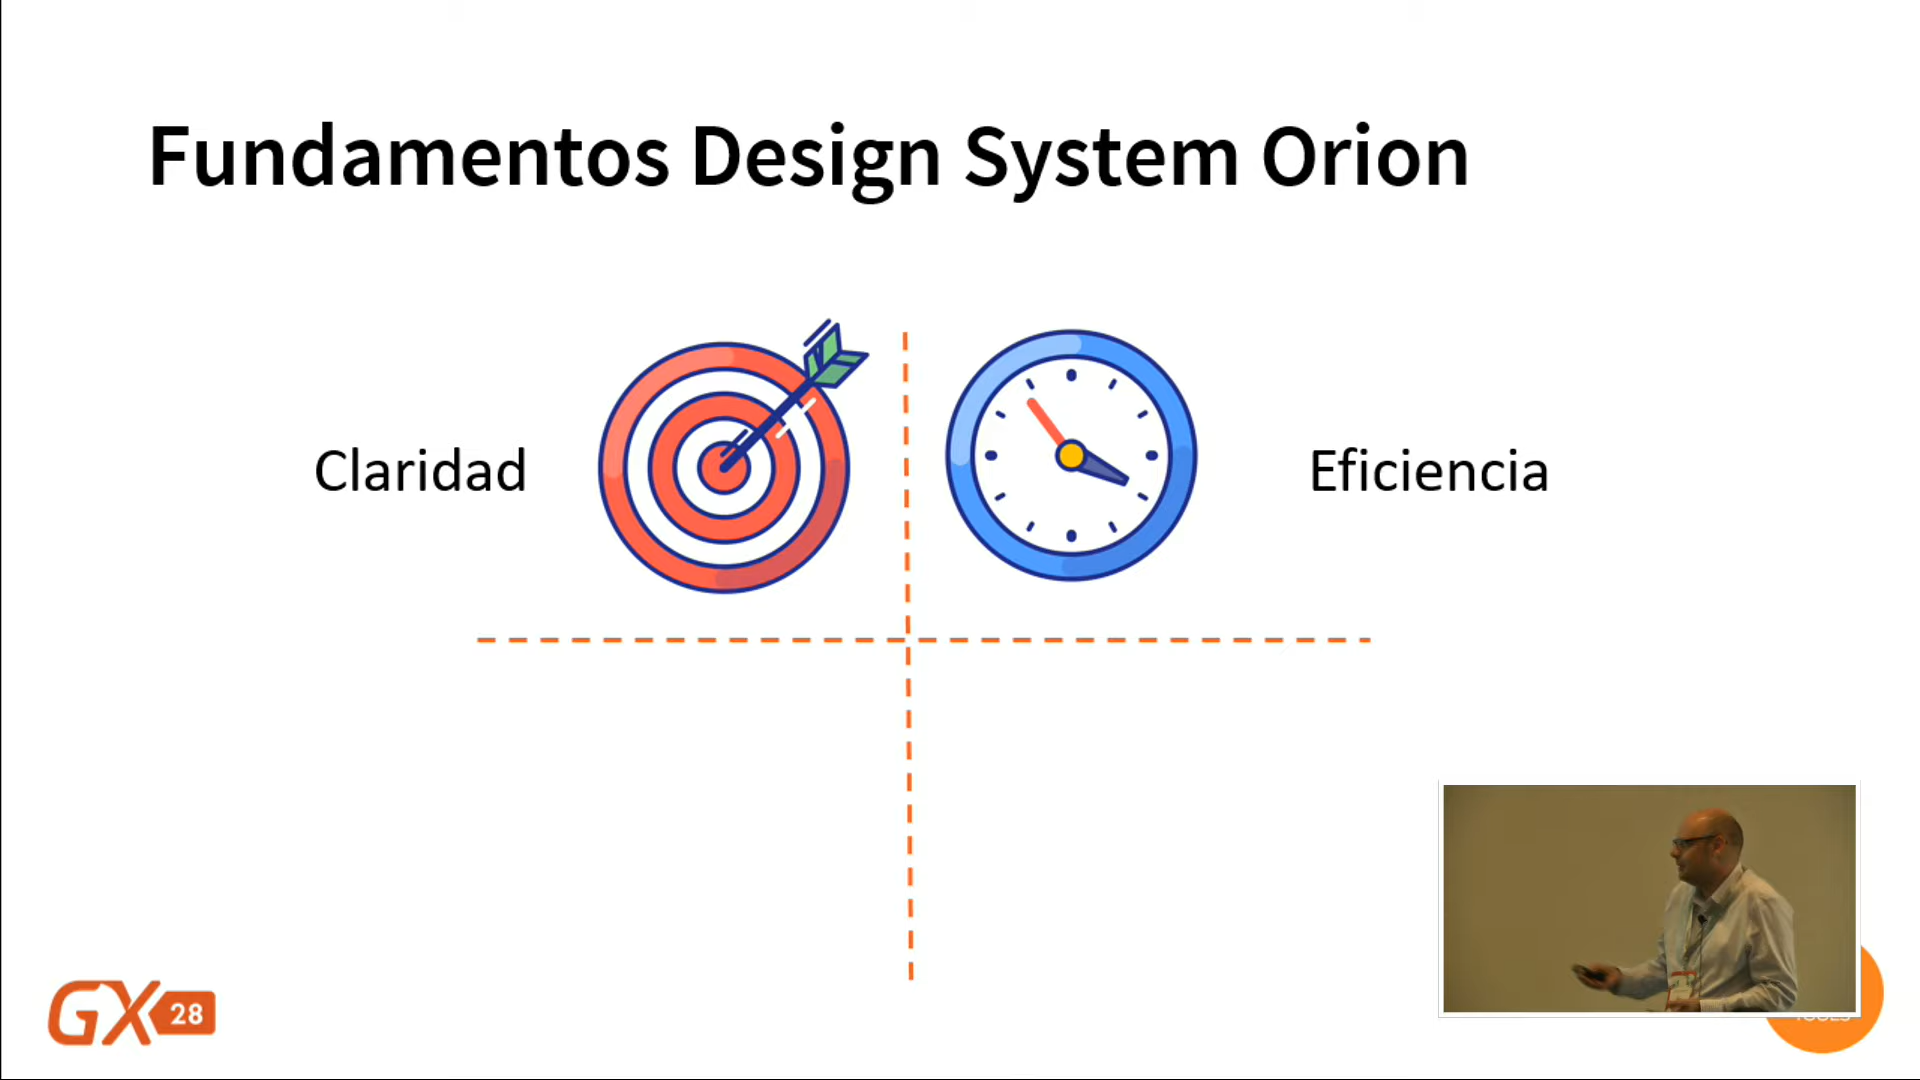 Fundamentos Design System Orion
Claridad
Eficiencia
GX 28